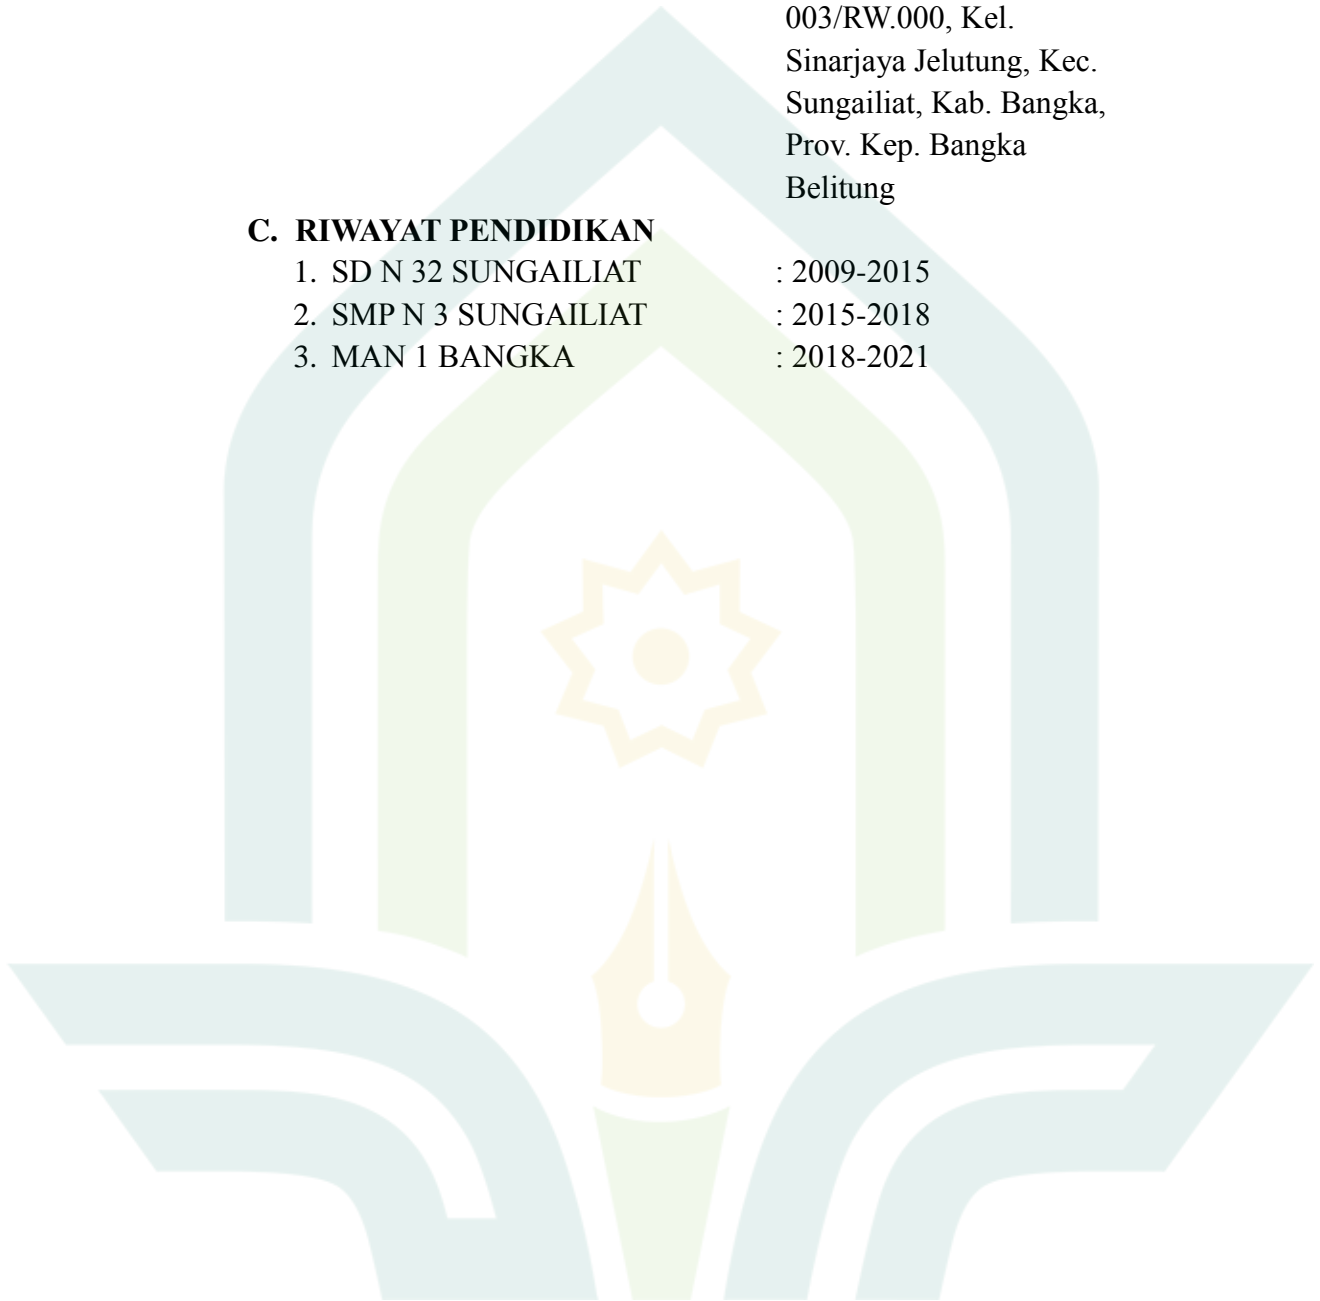 003/RW.000, Kel.
Sinarjaya Jelutung, Kec.
Sungailiat, Kab. Bangka,
Prov. Kep. Bangka
Belitung
C. RIWAYAT PENDIDIKAN
1. SD N 32 SUNGAILIAT : 2009-2015
2. SMP N 3 SUNGAILIAT : 2015-2018
3. MAN 1 BANGKA : 2018-2021